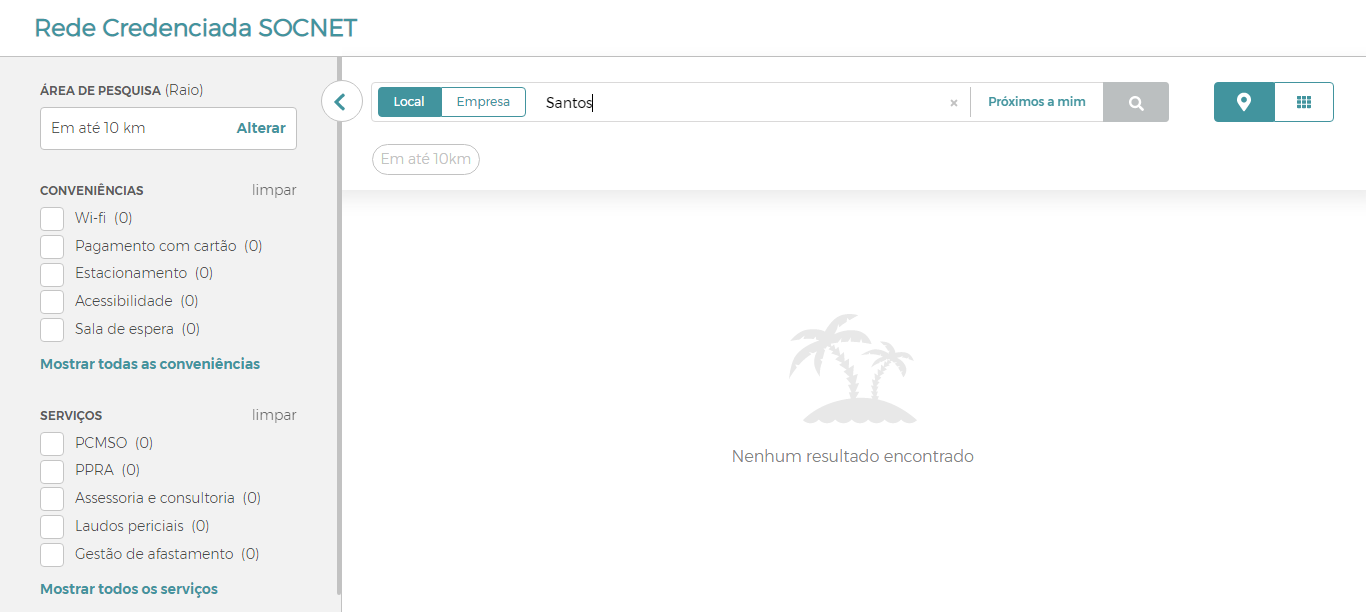 Rede Credenciada SOCNET
ÁREA DE PESQUISA (Raio)
Em até 10 km Alterar
CONVENIÊNCIAS limpar
Wi-fi (0)
Pagamento com cartão (0)
Estacionamento (0)
Acessibilidade (0)
Sala de espera (0)
Mostrar todas as conveniências
SERVIÇOS limpar
PCMSO (0)
PPRA (0)
Assessoria e consultoria (0)
Laudos periciais (0)
Gestão de afastamento (0)
Mostrar todos os serviços
Local Empresa Santos × Próximos a mim
Em até 10km
Nenhum resultado encontrado